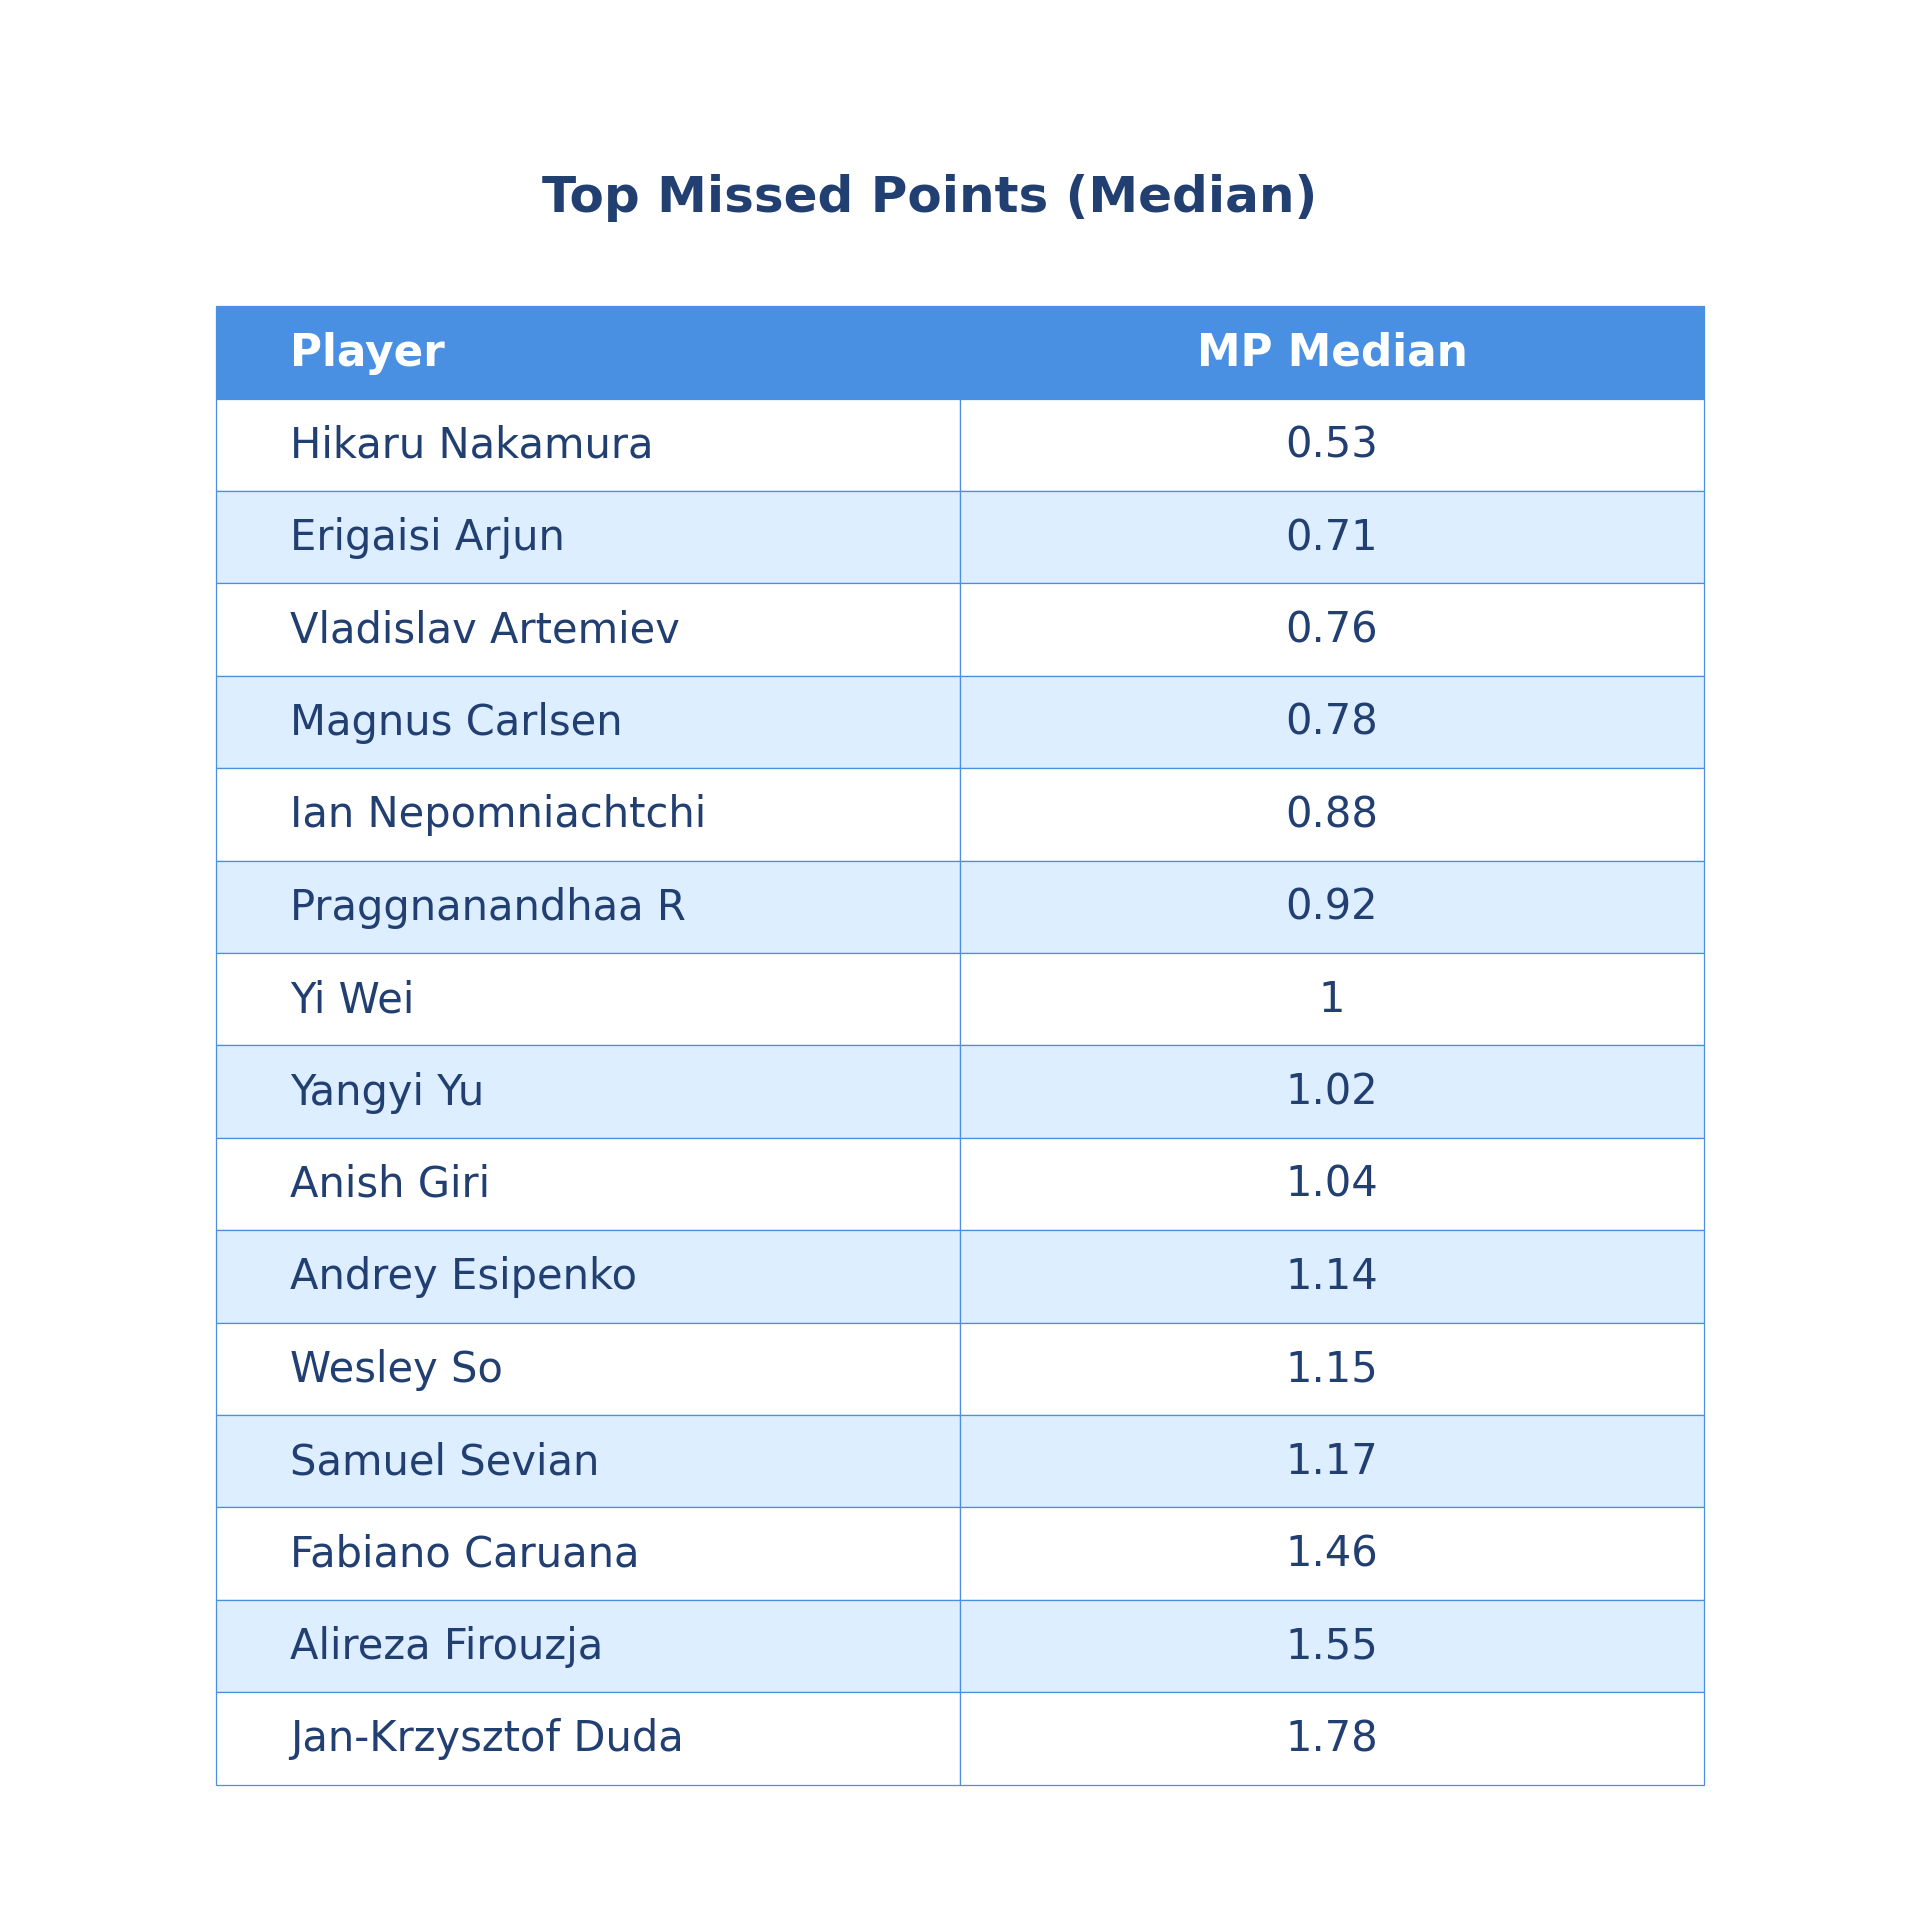 Top Missed Points (Median)
Player MP Median
Hikaru Nakamura 0.53
Erigaisi Arjun 0.71
Vladislav Artemiev 0.76
Magnus Carlsen 0.78
Ian Nepomniachtchi 0.88
Praggnanandhaa R 0.92
Yi Wei 1
Yangyi Yu 1.02
Anish Giri 1.04
Andrey Esipenko 1.14
Wesley So 1.15
Samuel Sevian 1.17
Fabiano Caruana 1.46
Alireza Firouzja 1.55
Jan-Krzysztof Duda 1.78